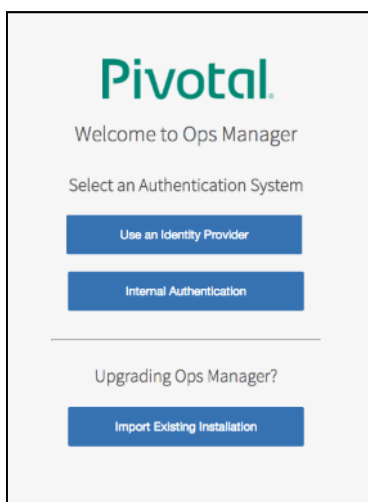 Pivotal.
Welcome to Ops Manager
Select an Authentication System
Use an Identity Provider
Internal Authentication
Upgrading Ops Manager?
Import Existing Installation